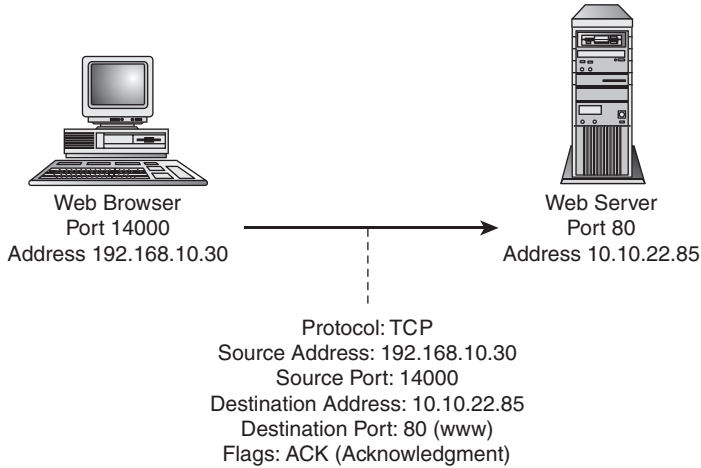 Web Browser
Port 14000
Address 192.168.10.30
Web Server
Port 80
Address 10.10.22.85
Protocol: TCP
Source Address: 192.168.10.30
Source Port: 14000
Destination Address: 10.10.22.85
Destination Port: 80 (www)
Flags: ACK (Acknowledgment)